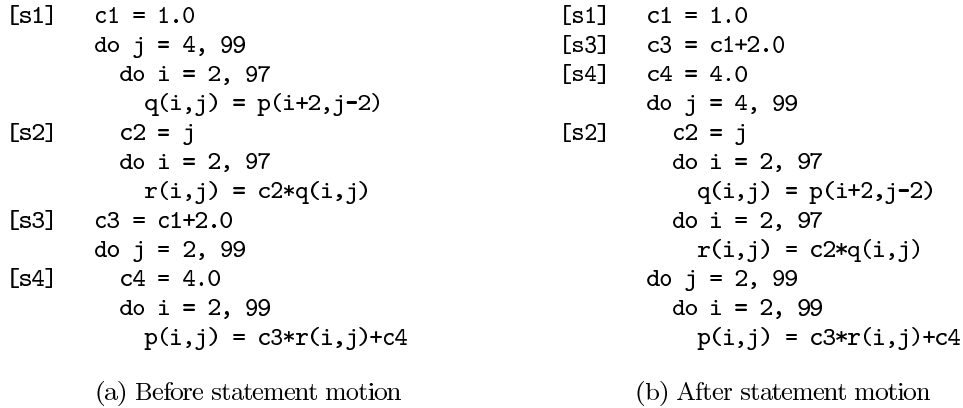 [s1] c1 = 1.0
do j = 4, 99
do i = 2, 97
q(i,j) = p(i+2,j-2)
[s2] c2 = j
do i = 2, 97
r(i,j) = c2*q(i,j)
[s3] c3 = c1+2.0
do j = 2, 99
[s4] c4 = 4.0
do i = 2, 99
p(i,j) = c3*r(i,j)+c4
(a) Before statement motion
[s1] c1 = 1.0
[s3] c3 = c1+2.0
[s4] c4 = 4.0
do j = 4, 99
[s2] c2 = j
do i = 2, 97
q(i,j) = p(i+2,j-2)
do i = 2, 97
r(i,j) = c2*q(i,j)
do j = 2, 99
do i = 2, 99
p(i,j) = c3*r(i,j)+c4
(b) After statement motion